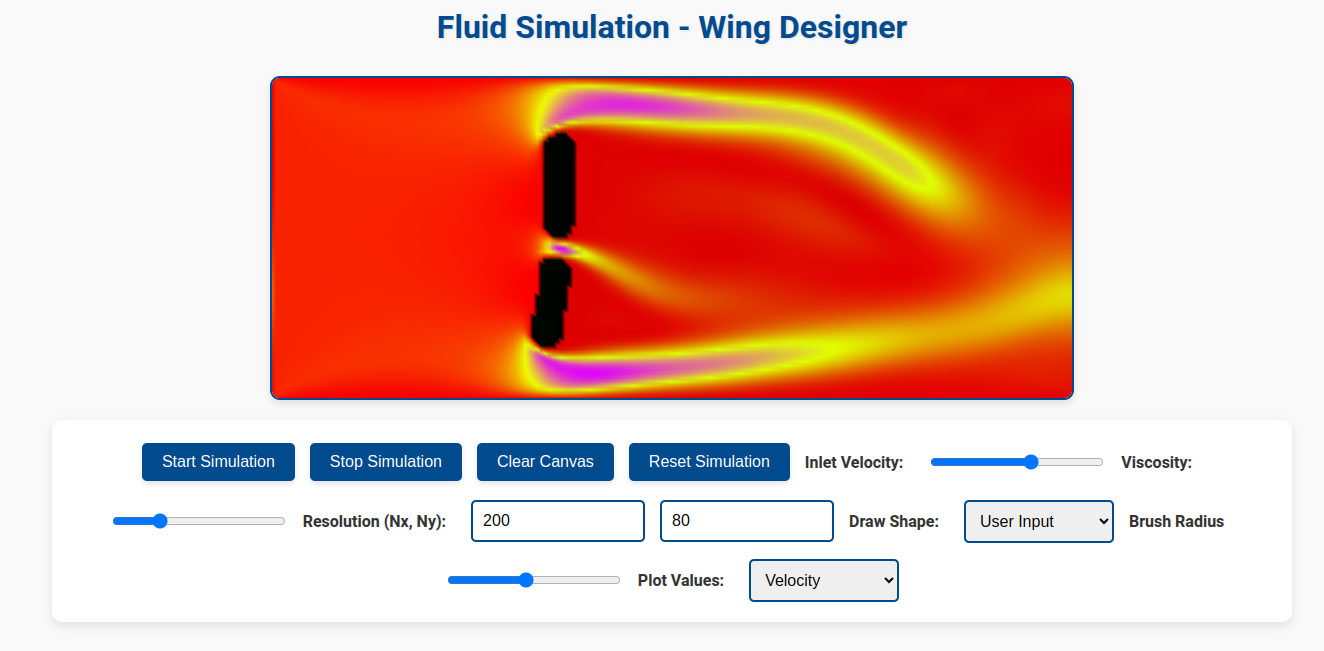 Fluid Simulation - Wing Designer
Start Simulation Stop Simulation Clear Canvas Reset Simulation Inlet Velocity: Viscosity:
Resolution (Nx, Ny): 200 80 Draw Shape: User Input Brush Radius
Plot Values: Velocity